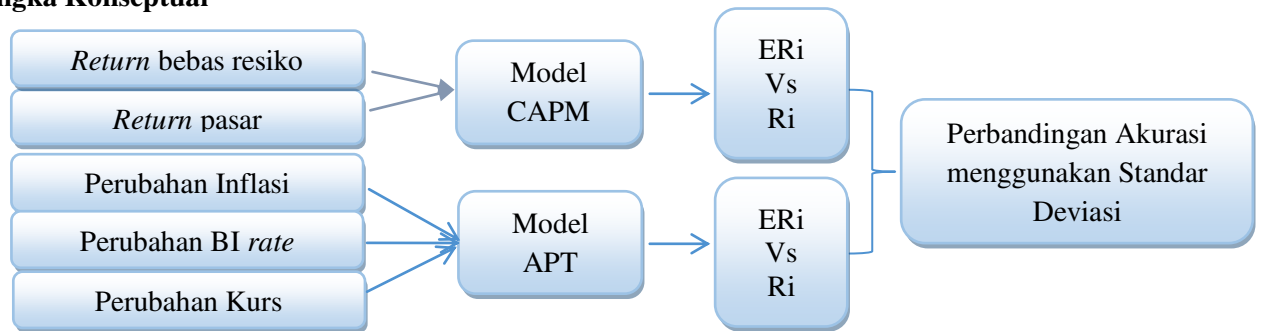 ngka Konseptual
Return bebas resiko
Return pasar
Perubahan Inflasi
Perubahan BI rate
Perubahan Kurs
Model
CAPM
Model
APT
ERi
Vs
Ri
ERi
Vs
Ri
Perbandingan Akurasi
menggunakan Standar
Deviasi